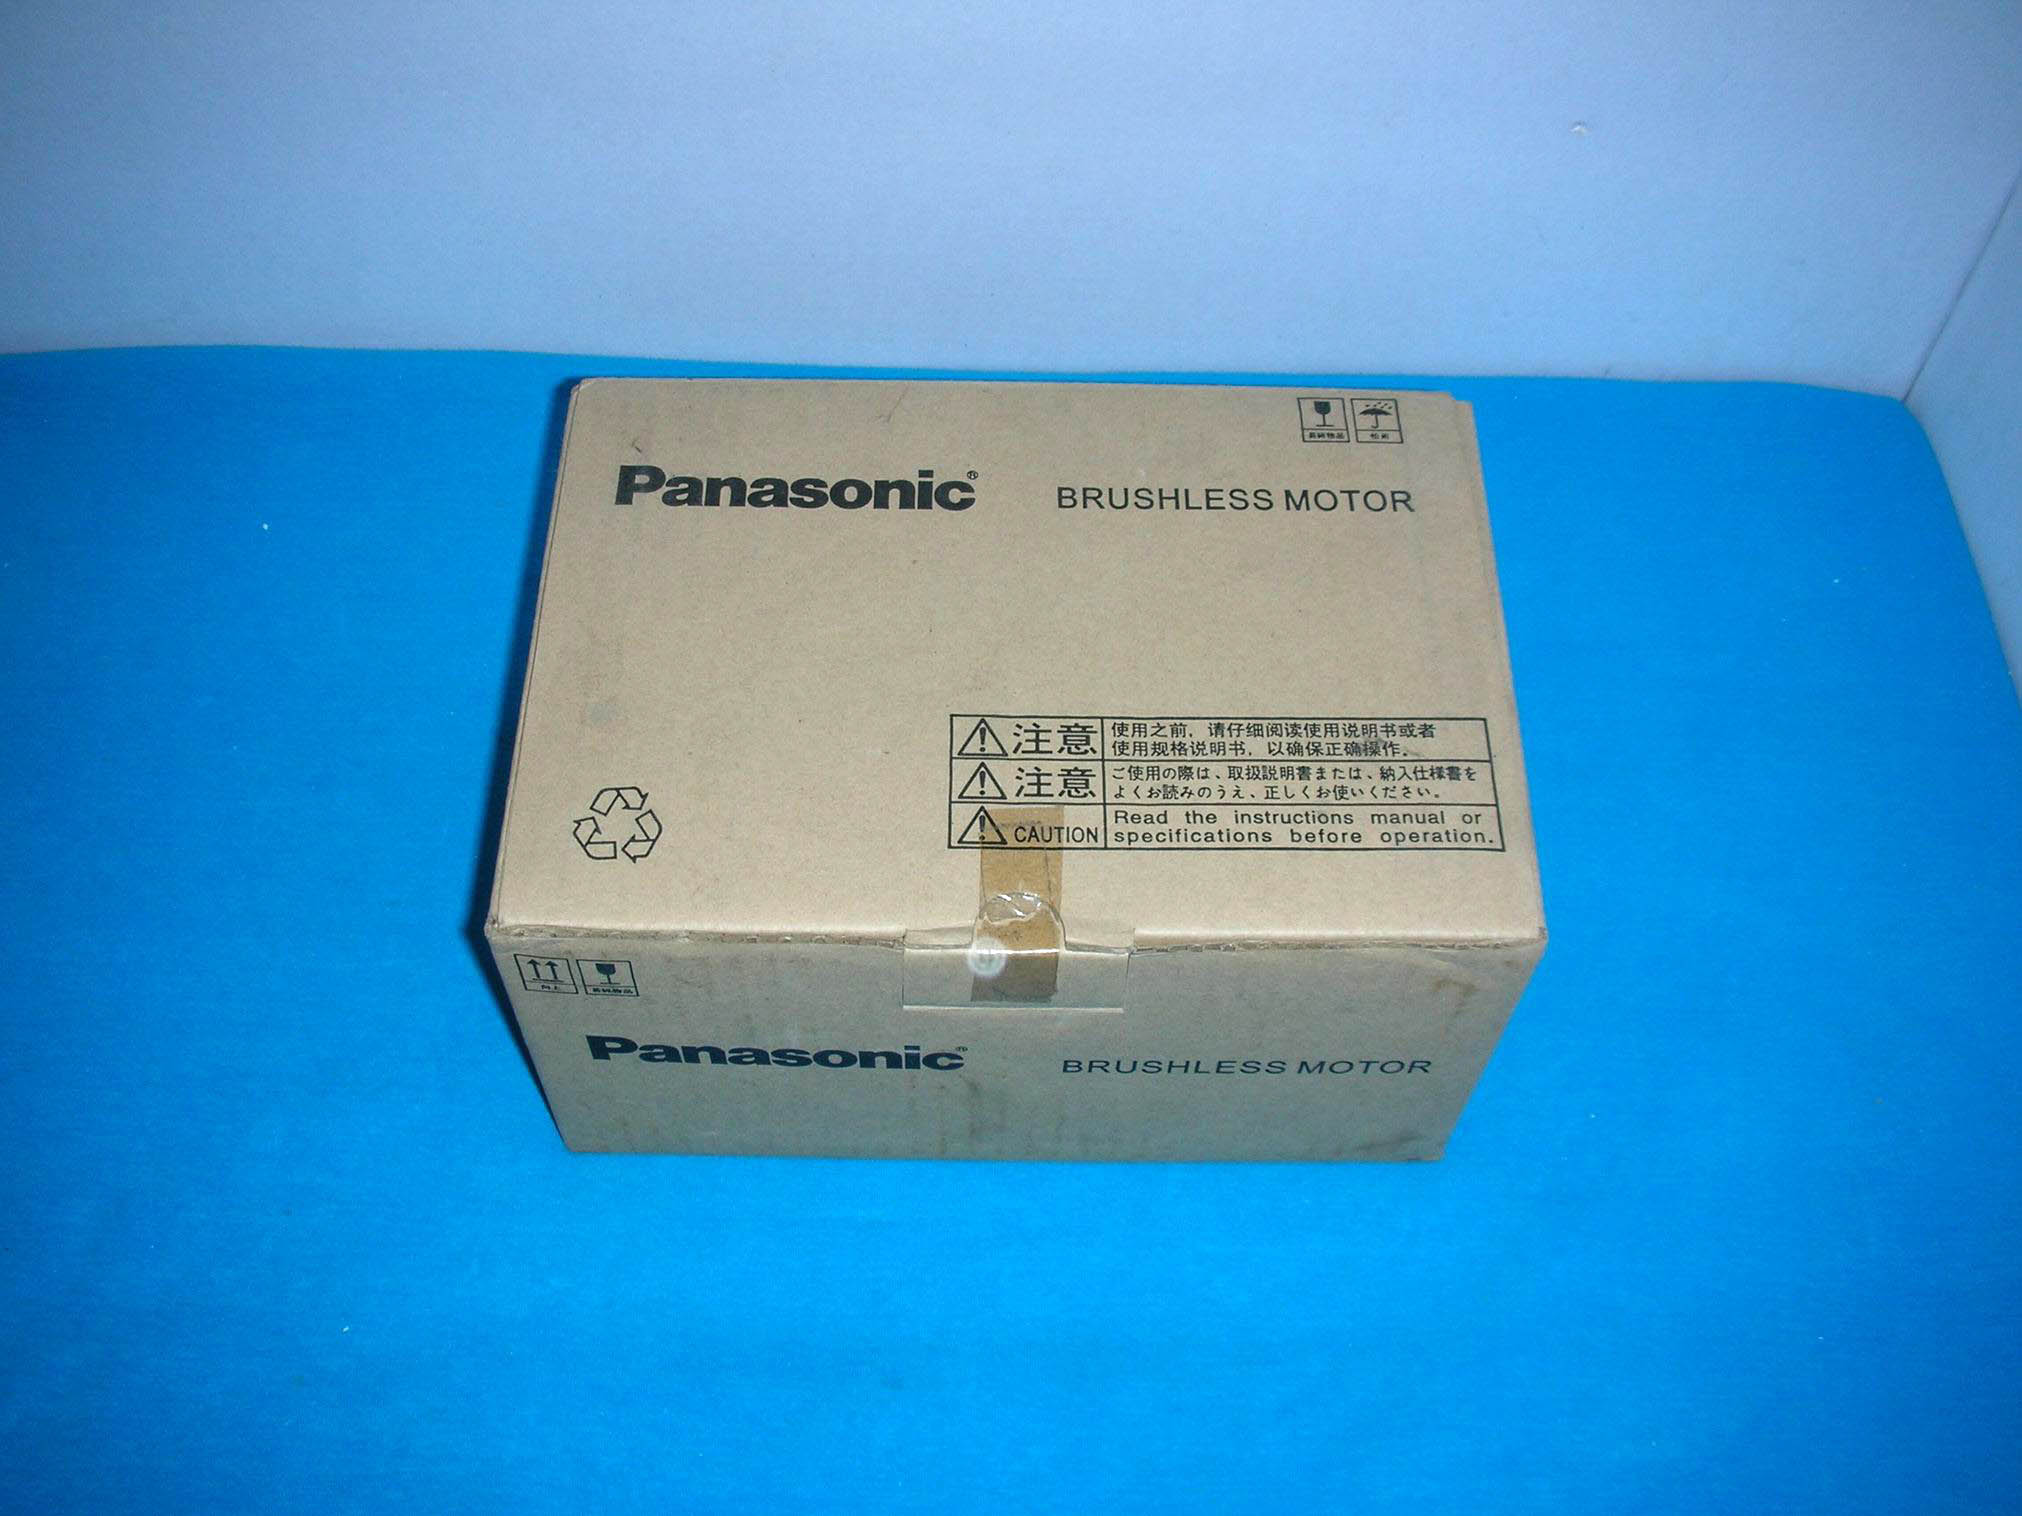 Panasonic® BRUSHLESS MOTOR
注意 使用之前，请仔细阅读使用说明书或者
使用规格说明书，以确保正确操作．
注意 ご使用の際は、取扱説明書または、納入仕様書を
よくお読みのうえ、正しくお使いください。
CAUTION Read the instructions manual or
specifications before operation.
向上
Panasonic® BRUSHLESS MOTOR